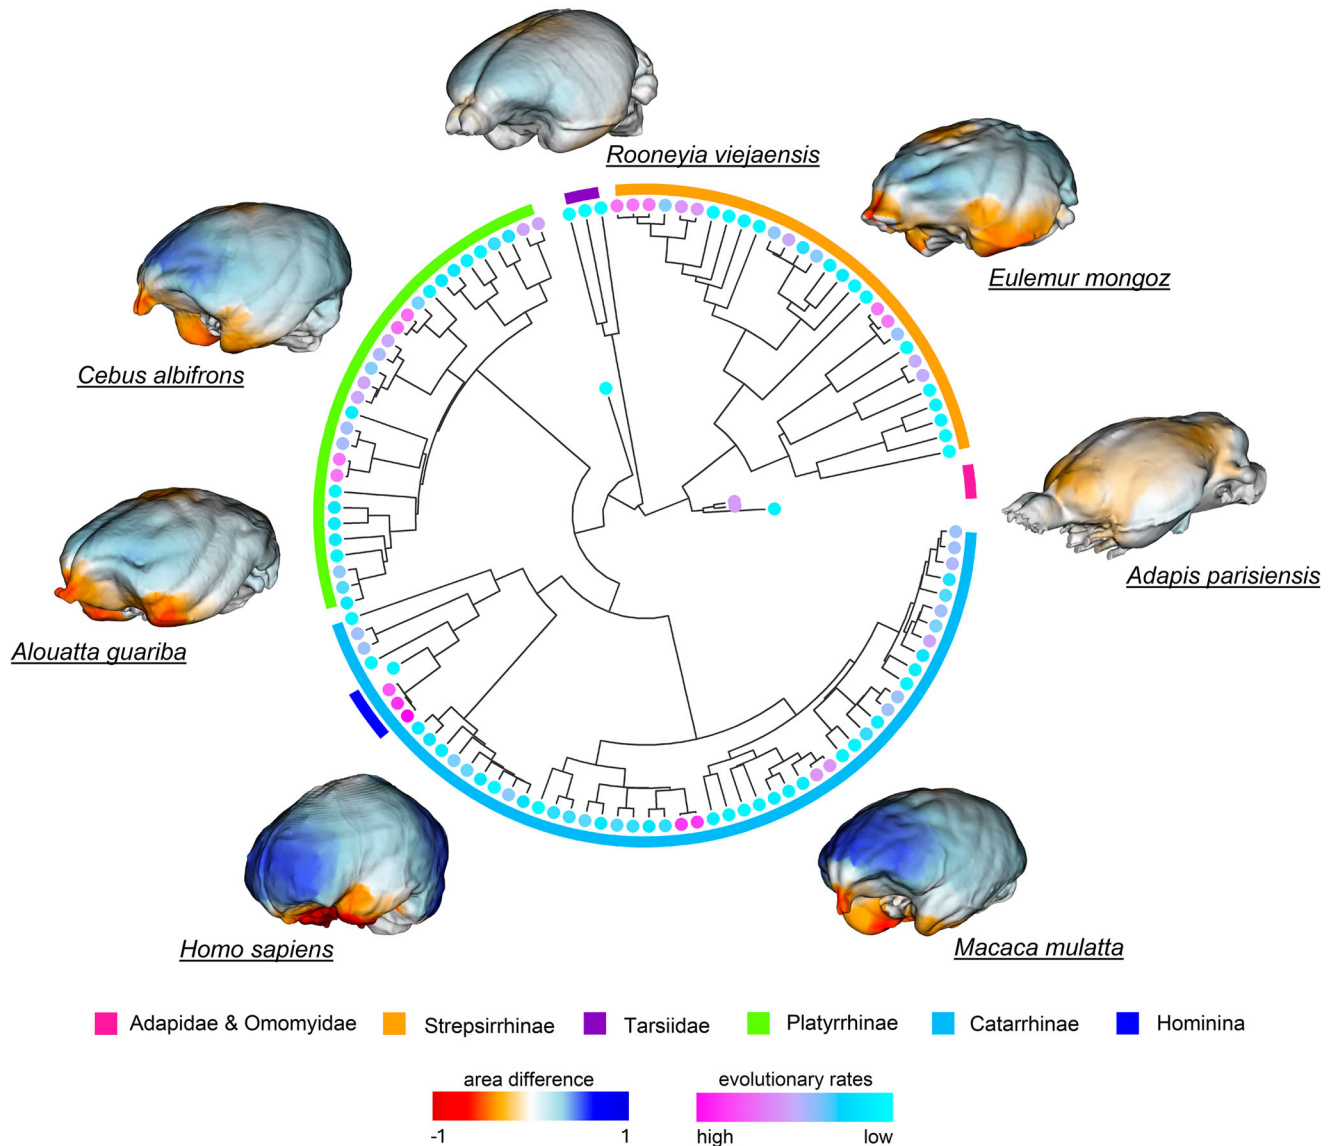 Rooneyia viejaensis
Eulemur mongoz
Cebus albifrons
Adapis parisiensis
Alouatta guariba
Homo sapiens
Macaca mulatta
Adapidae & Omomyidae Strepsirrhinae Tarsiidae Platyrrhinae Catarrhinae Hominina
area difference evolutionary rates
-1 1 high low